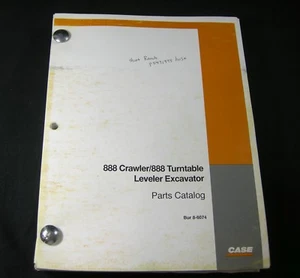 888 Crawler/888 Turntable
Leveler Excavator
Parts Catalog
Bur 8-6074
CASE